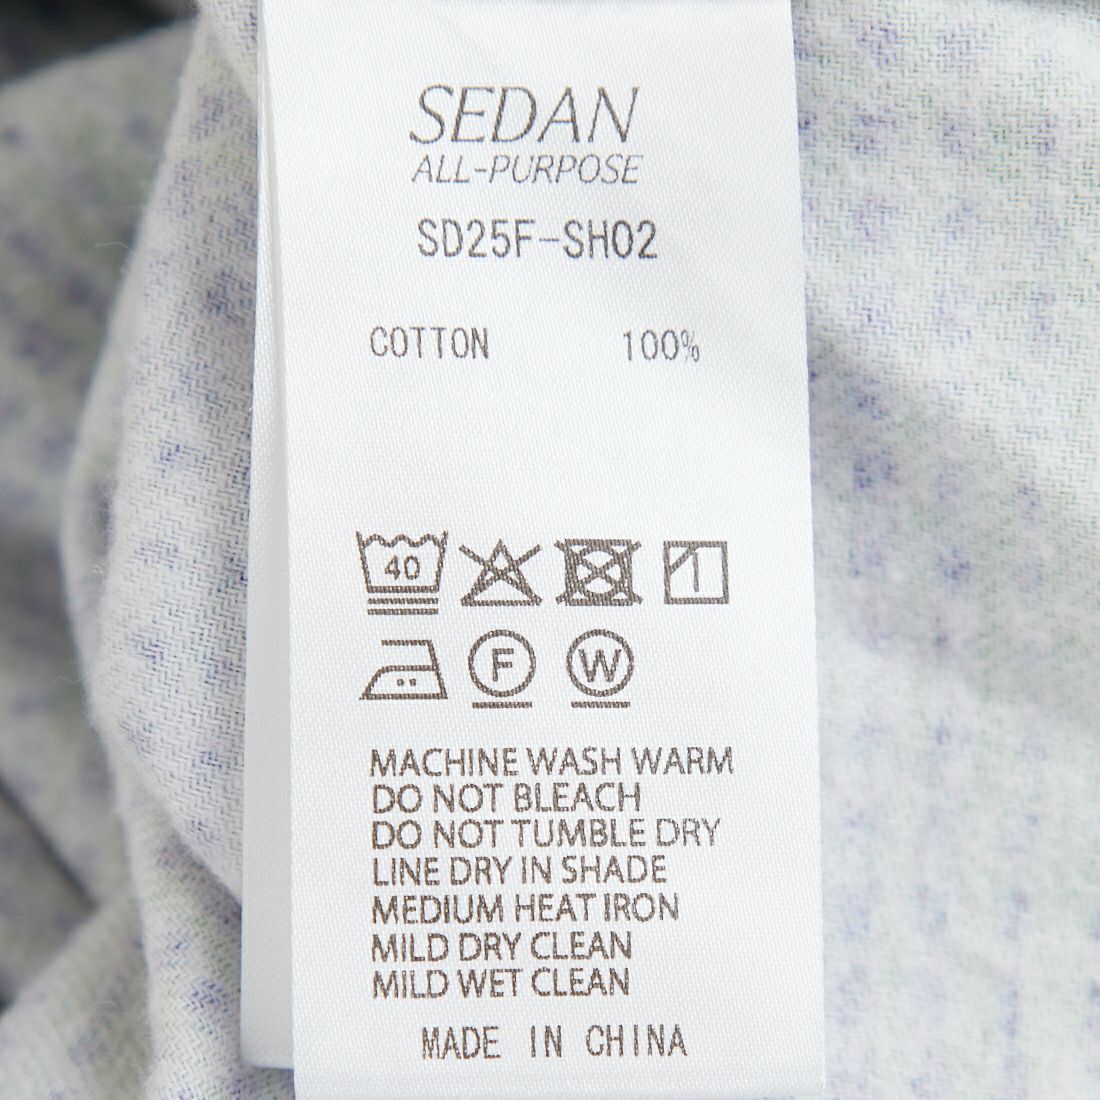 SEDAN
ALL-PURPOSE
SD25F-SH02
COTTON 100%
40
F W
MACHINE WASH WARM
DO NOT BLEACH
DO NOT TUMBLE DRY
LINE DRY IN SHADE
MEDIUM HEAT IRON
MILD DRY CLEAN
MILD WET CLEAN
MADE IN CHINA